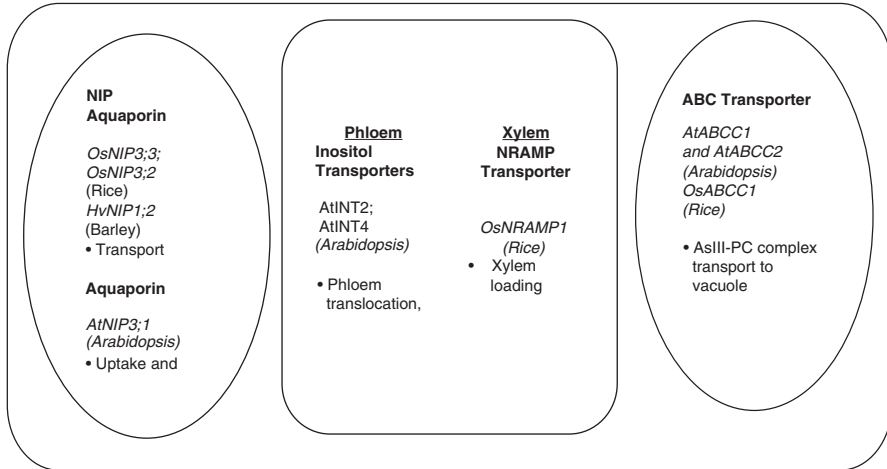 NIP
Aquaporin
OsNIP3;3;
OsNIP3;2
(Rice)
HvNIP1;2
(Barley)
• Transport
Aquaporin
AtNIP3;1
(Arabidopsis)
• Uptake and
Phloem
Inositol
Transporters
AtINT2;
AtINT4
(Arabidopsis)
• Phloem
translocation,
Xylem
NRAMP
Transporter
OsNRAMP1
(Rice)
• Xylem
loading
ABC Transporter
AtABCC1
and AtABCC2
(Arabidopsis)
OsABCC1
(Rice)
• AsIII-PC complex
transport to
vacuole